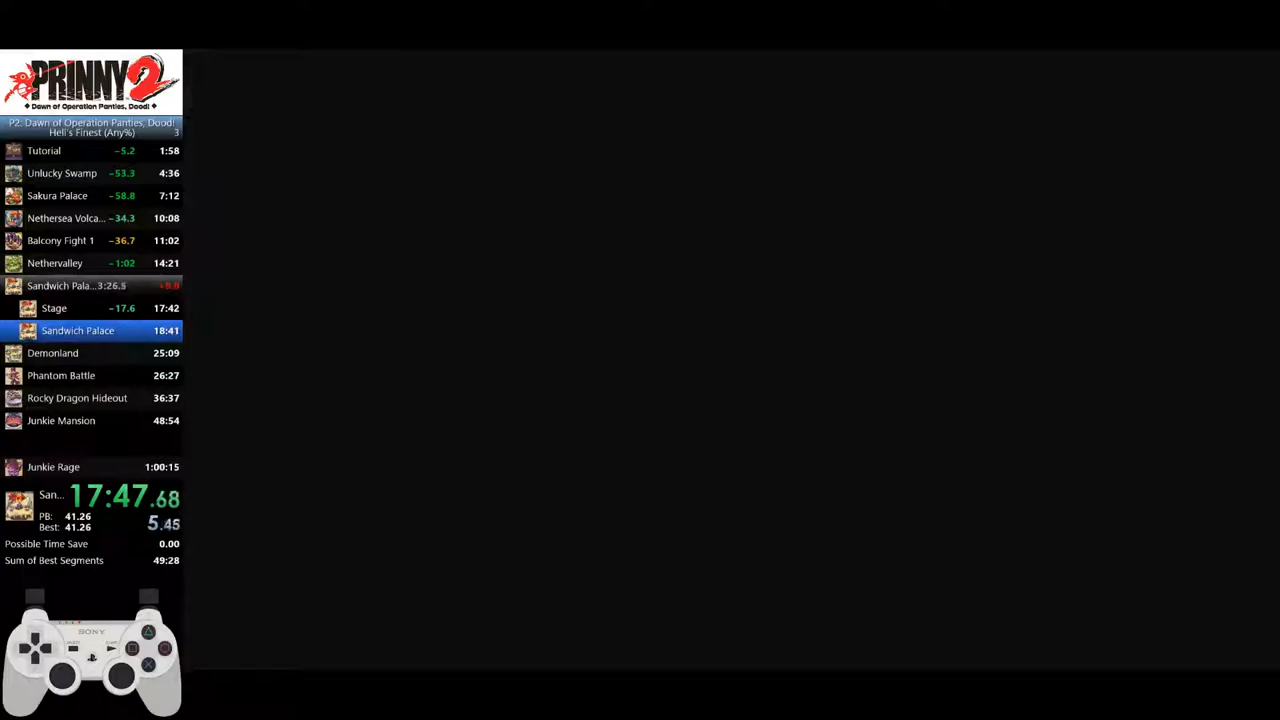 PRINNY 2
Dawn of Operation Panties, Dood!
P2: Dawn of Operation Panties, Dood!
Hell's Finest (Any%) 3
Tutorial -5.2 1:58
Unlucky Swamp -53.3 4:36
Sakura Palace -58.8 7:12
Nethersea Volca... -34.3 10:08
Balcony Fight 1 -36.7 11:02
Nethervalley -1:02 14:21
Sandwich Pala... 3:26.5
Stage -17.6 17:42
Sandwich Palace 18:41
Demonland 25:09
Phantom Battle 26:27
Rocky Dragon Hideout 36:37
Junkie Mansion 48:54
Junkie Rage 1:00:15
San... 17:47.68
PB: 41.26
Best: 41.26 5.45
Possible Time Save 0.00
Sum of Best Segments 49:28
SONY